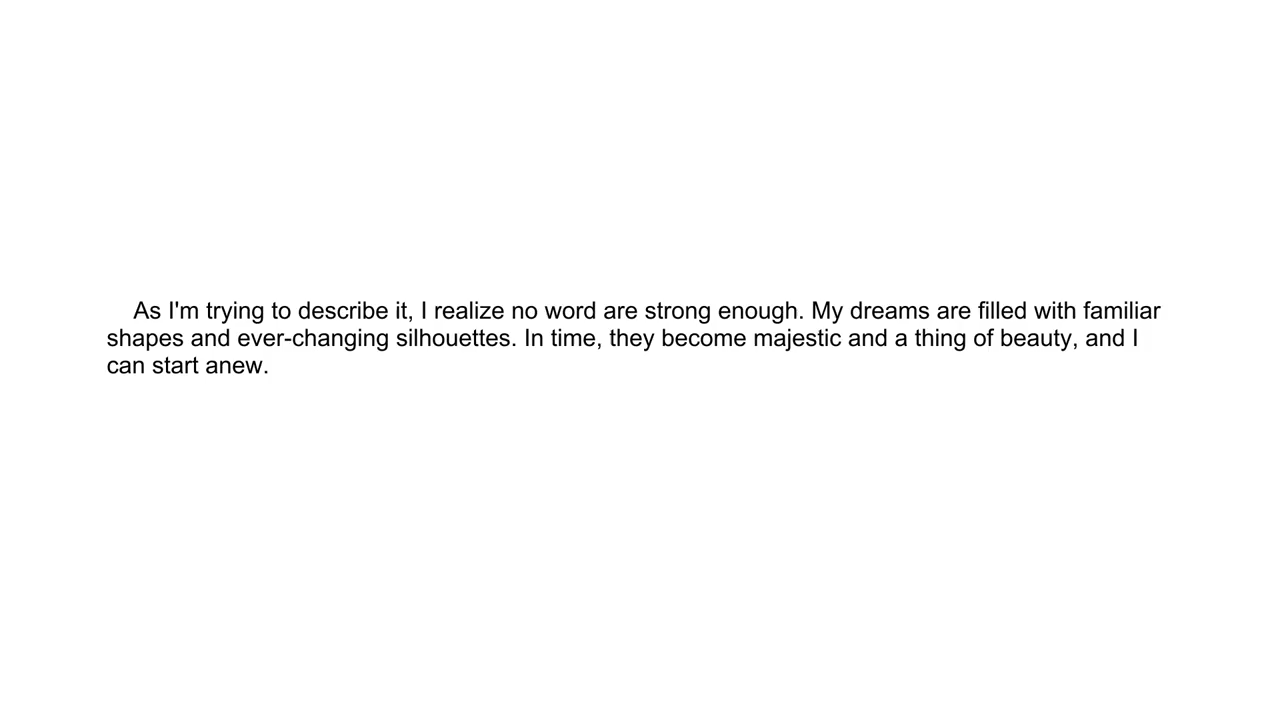 As I'm trying to describe it, I realize no word are strong enough. My dreams are filled with familiar
shapes and ever-changing silhouettes. In time, they become majestic and a thing of beauty, and I
can start anew.